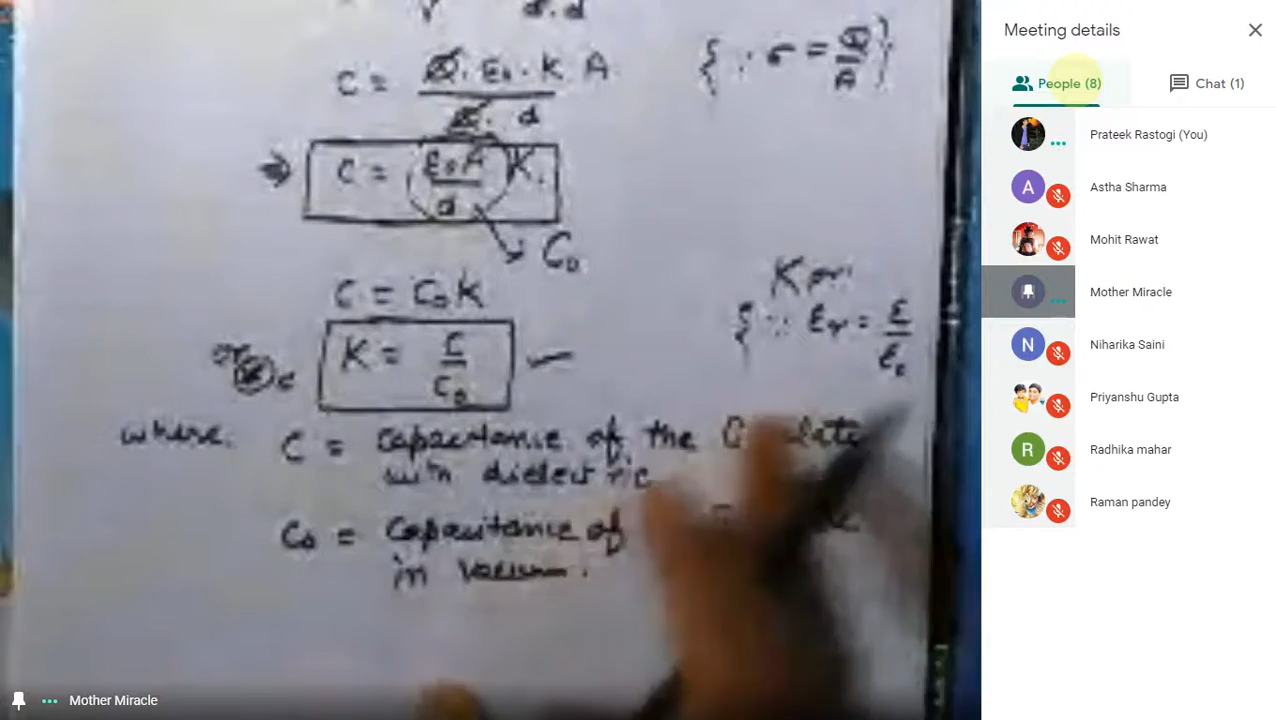 C = Q . ε₀ . K A
Q . d
{ ∵ σ = Q/A }
C = ε₀A/d K.
C₀
C = C₀K
K or
{ ∵ εr = ε/ε₀
or
K = C/C₀
where. C = capacitance of the
with dielectric
C₀ = Capacitance of
in vacuum.
Mother Miracle
Meeting details
People (8)
Chat (1)
Prateek Rastogi (You)
A Astha Sharma
Mohit Rawat
Mother Miracle
N Niharika Saini
Priyanshu Gupta
R Radhika mahar
Raman pandey